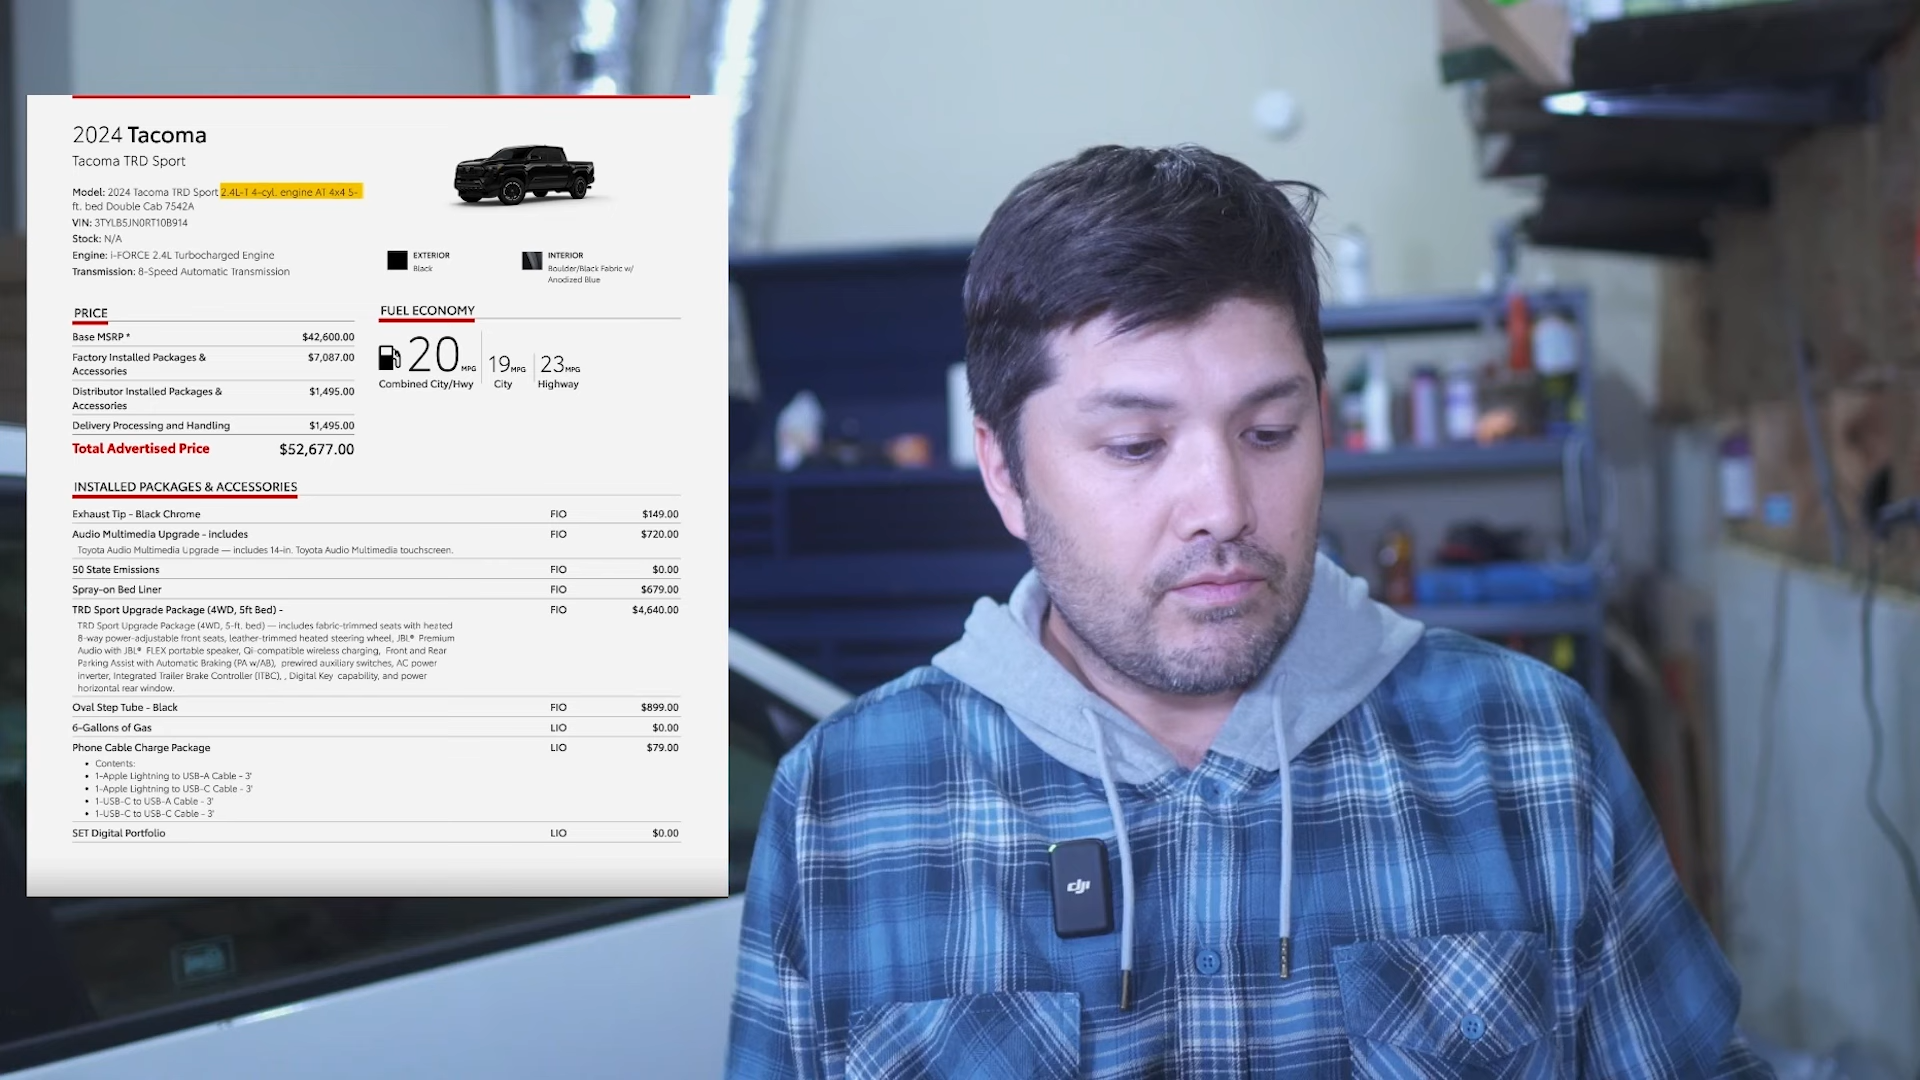 2024 Tacoma
Tacoma TRD Sport
Model: 2024 Tacoma TRD Sport 2.4L-T 4-cyl. engine AT 4x4 5-
ft. bed Double Cab 7542A
VIN: 3TYLB5JN0RT10B914
Stock: N/A
Engine: i-FORCE 2.4L Turbocharged Engine
Transmission: 8-Speed Automatic Transmission
EXTERIOR
Black
INTERIOR
Boulder/Black Fabric w/
Anodized Blue
PRICE
Base MSRP * $42,600.00
Factory Installed Packages & $7,087.00
Accessories
Distributor Installed Packages & $1,495.00
Accessories
Delivery Processing and Handling $1,495.00
Total Advertised Price $52,677.00
FUEL ECONOMY
20 MPG 19 MPG 23 MPG
Combined City/Hwy City Highway
INSTALLED PACKAGES & ACCESSORIES
Exhaust Tip - Black Chrome FIO $149.00
Audio Multimedia Upgrade - includes FIO $720.00
Toyota Audio Multimedia Upgrade — includes 14-in. Toyota Audio Multimedia touchscreen.
50 State Emissions FIO $0.00
Spray-on Bed Liner FIO $679.00
TRD Sport Upgrade Package (4WD, 5ft Bed) - FIO $4,640.00
TRD Sport Upgrade Package (4WD, 5-ft. bed) — includes fabric-trimmed seats with heated
8-way power-adjustable front seats, leather-trimmed heated steering wheel, JBL® Premium
Audio with JBL® FLEX portable speaker, Qi-compatible wireless charging, Front and Rear
Parking Assist with Automatic Braking (PA w/AB), prewired auxiliary switches, AC power
inverter, Integrated Trailer Brake Controller (ITBC), , Digital Key capability, and power
horizontal rear window.
Oval Step Tube - Black FIO $899.00
6-Gallons of Gas LIO $0.00
Phone Cable Charge Package LIO $79.00
• Contents:
• 1-Apple Lightning to USB-A Cable - 3'
• 1-Apple Lightning to USB-C Cable - 3'
• 1-USB-C to USB-A Cable - 3'
• 1-USB-C to USB-C Cable - 3'
SET Digital Portfolio LIO $0.00
dji